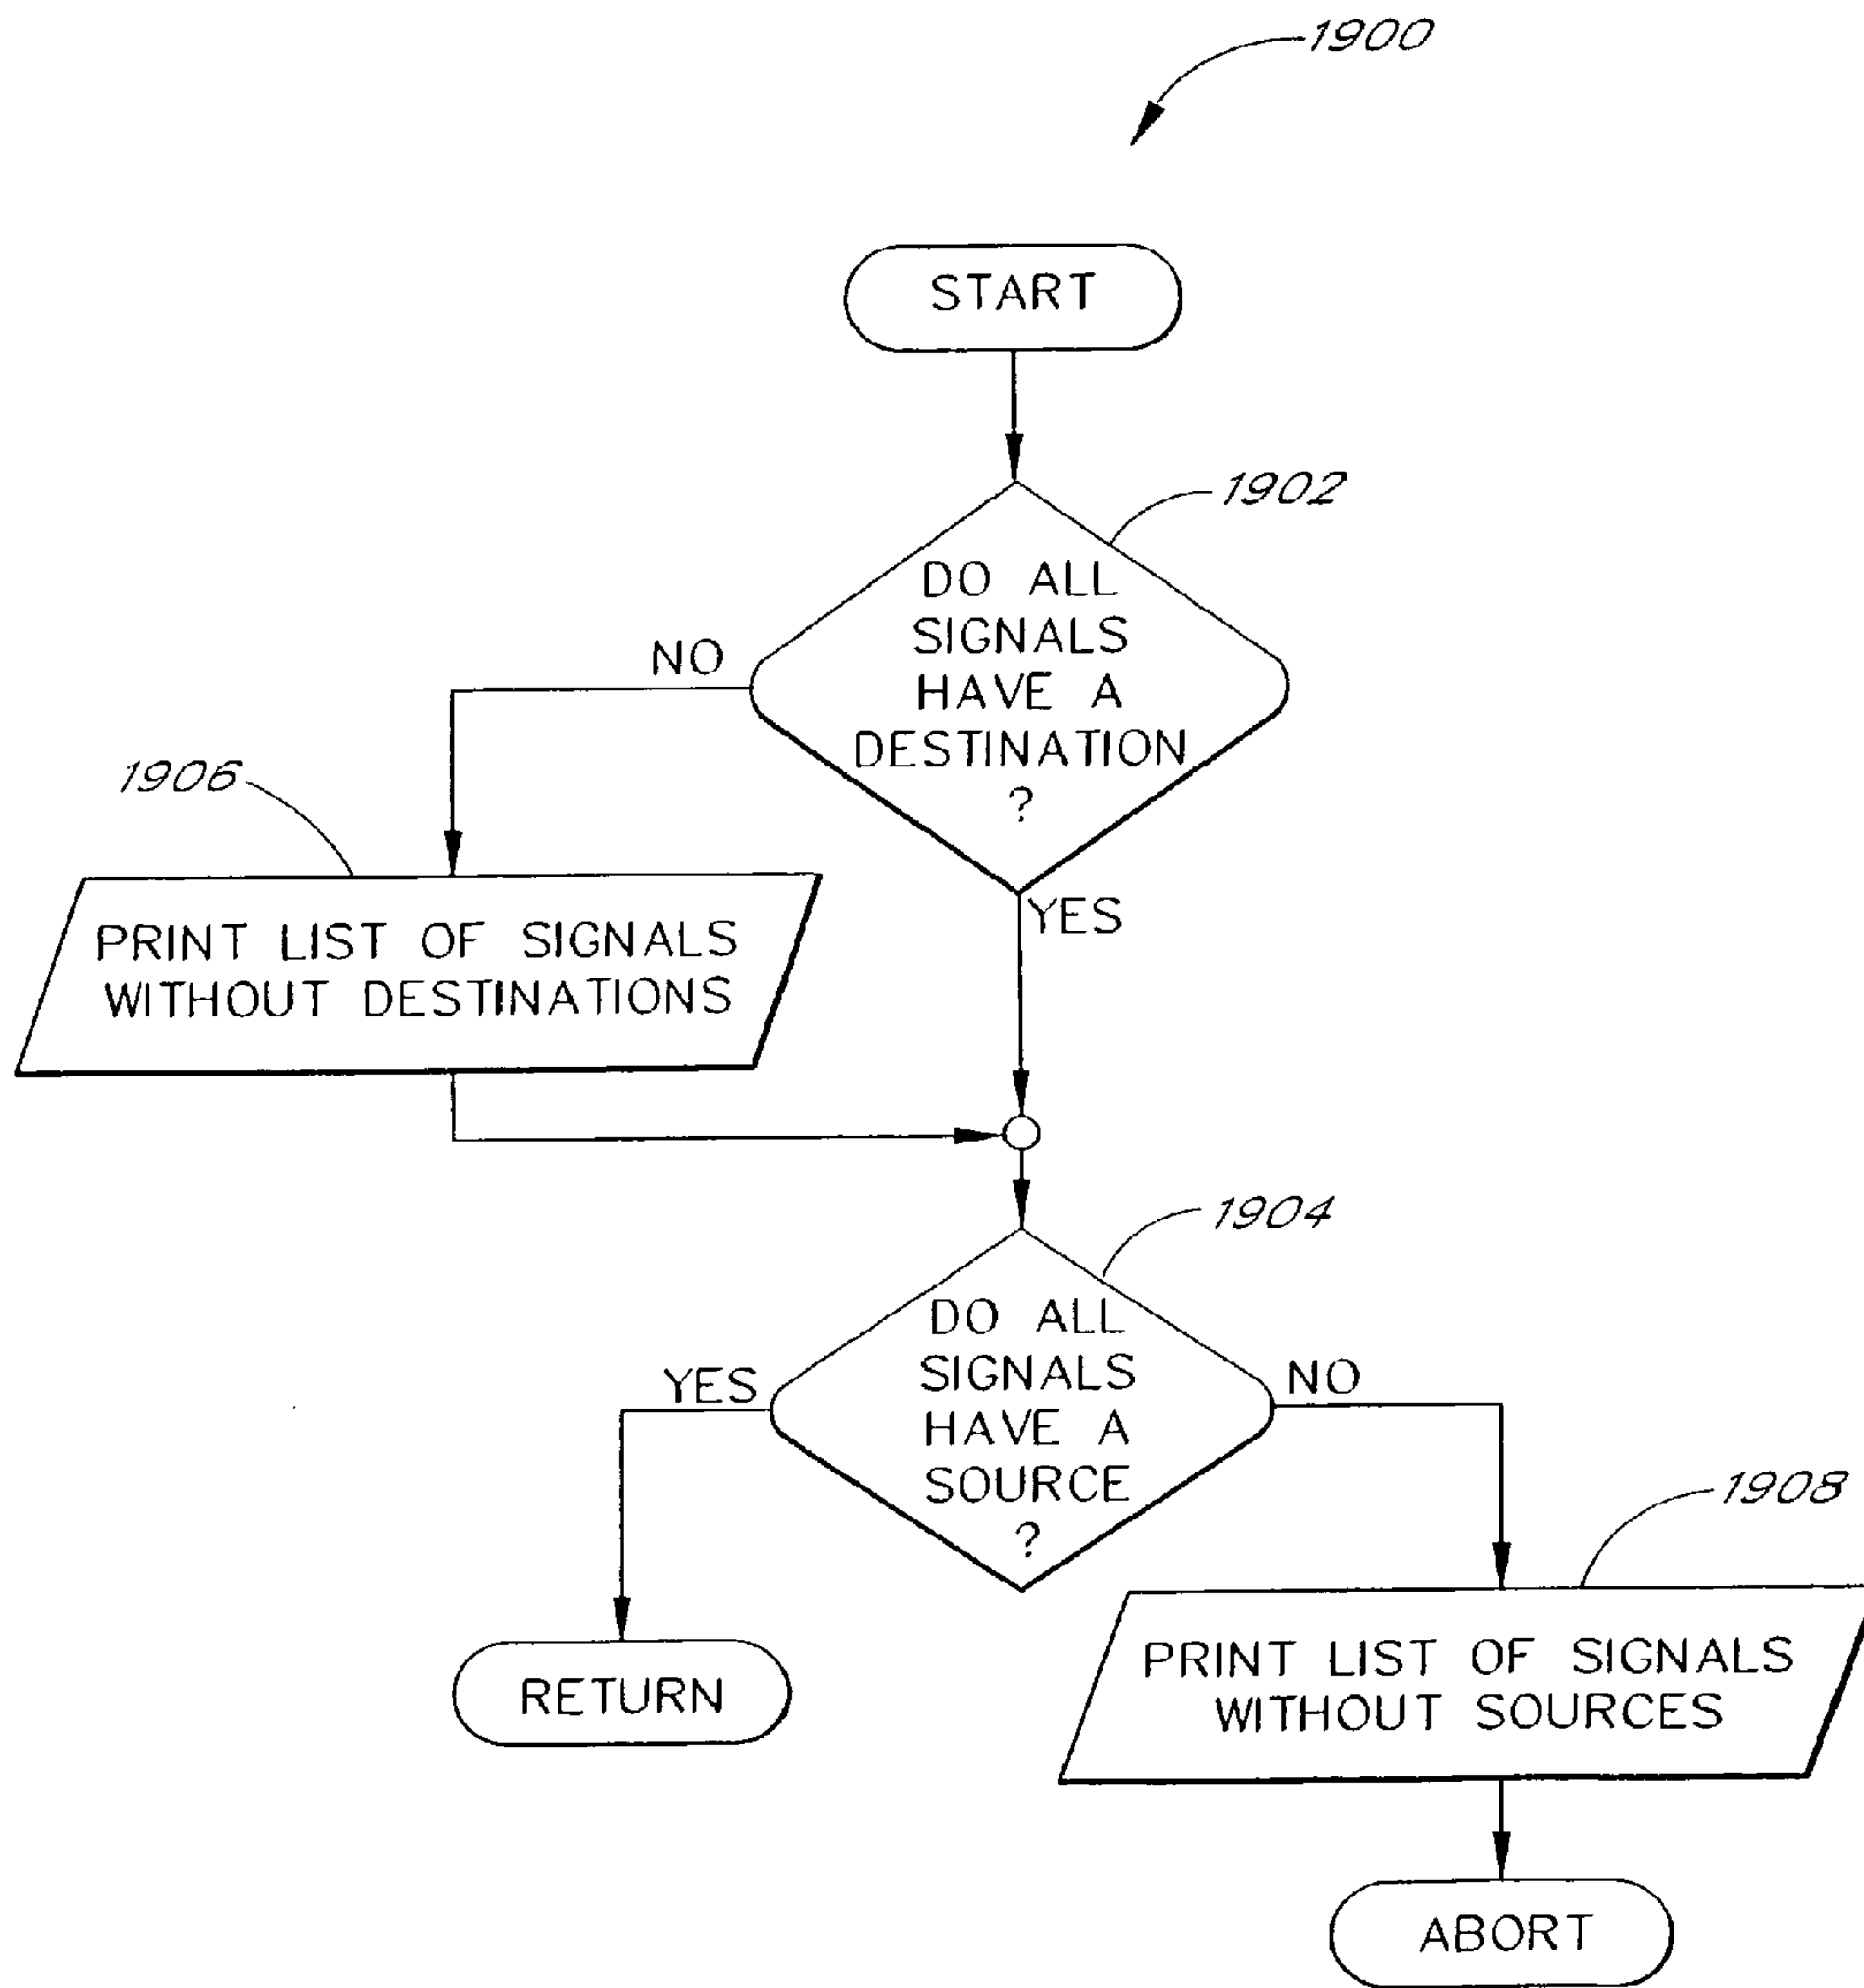 1900
START
1902
DO ALL
SIGNALS
HAVE A
DESTINATION
?
NO
YES
1906
PRINT LIST OF SIGNALS
WITHOUT DESTINATIONS
1904
DO ALL
SIGNALS
HAVE A
SOURCE
?
YES
NO
RETURN
1908
PRINT LIST OF SIGNALS
WITHOUT SOURCES
ABORT